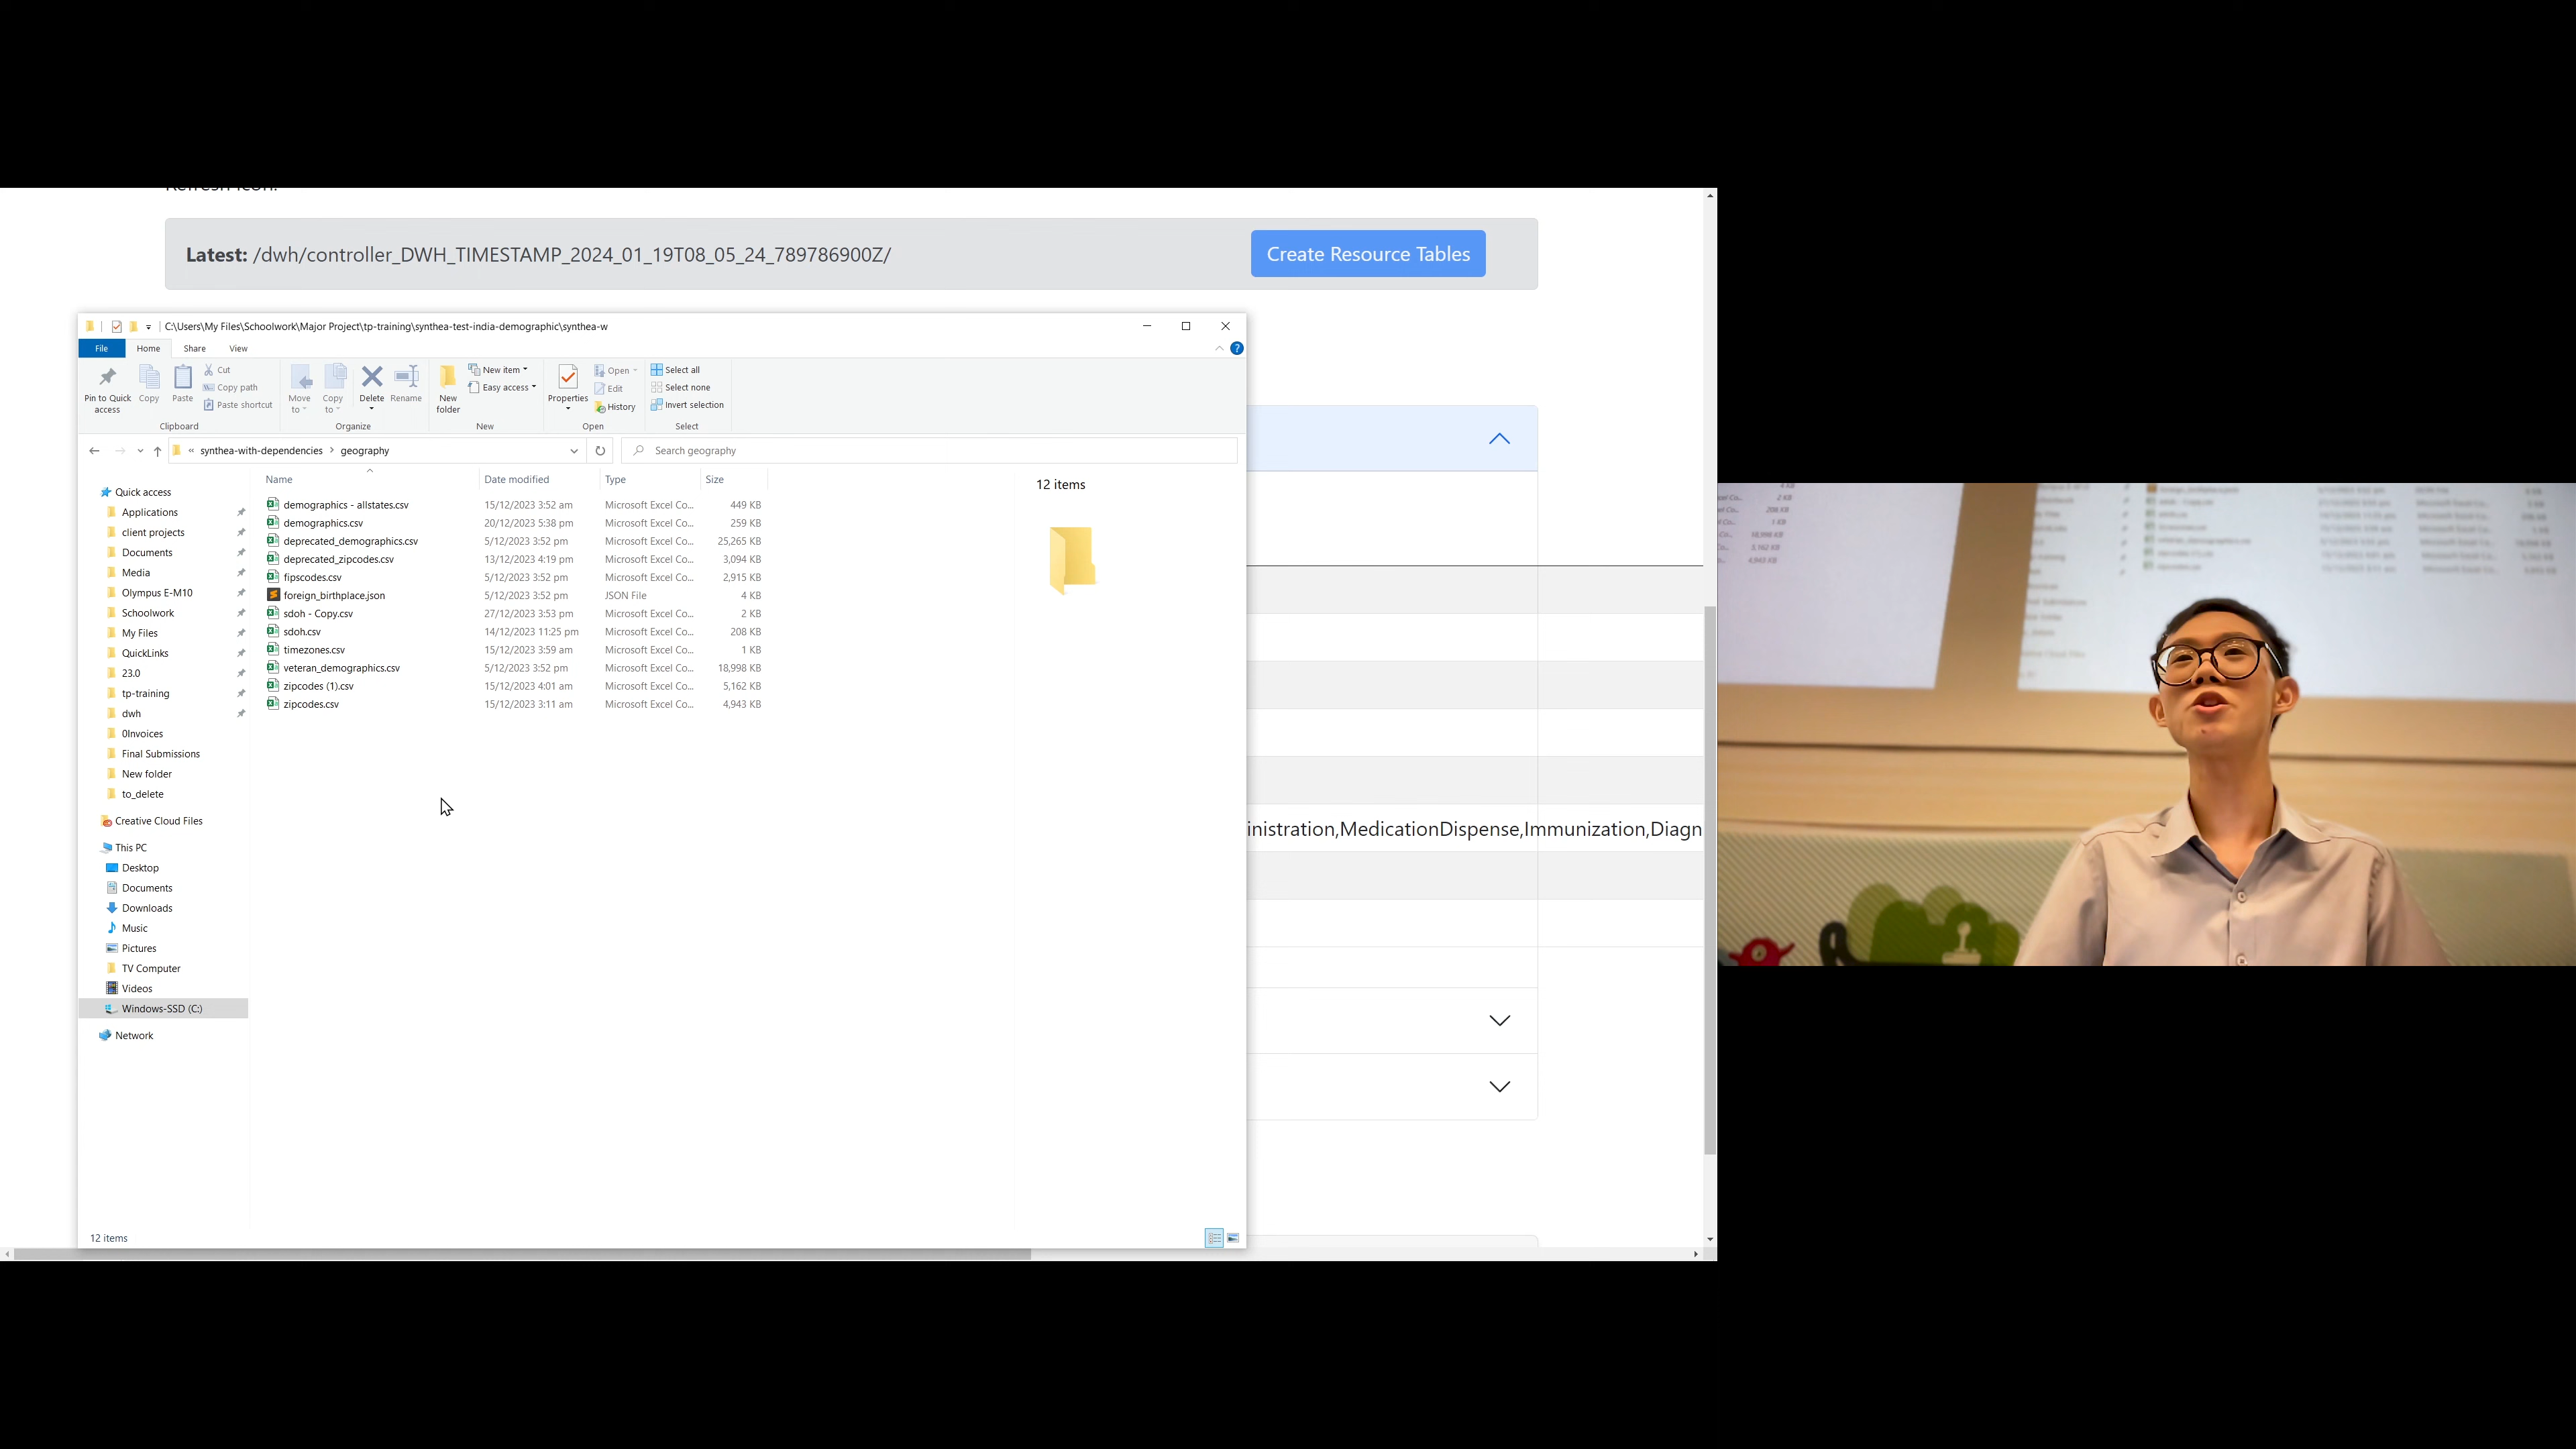 Latest: /dwh/controller_DWH_TIMESTAMP_2024_01_19T08_05_24_789786900Z/
Create Resource Tables
C:\Users\My Files\Schoolwork\Major Project\tp-training\synthea-test-india-demographic\synthea-w
File Home Share View
Pin to Quick access
Copy
Paste
Cut
Copy path
Paste shortcut
Clipboard
Move to
Copy to
Delete
Rename
Organize
New folder
New item
Easy access
New
Properties
Open
Edit
History
Open
Select all
Select none
Invert selection
Select
« synthea-with-dependencies > geography
Search geography
Quick access
Applications
client projects
Documents
Media
Olympus E-M10
Schoolwork
My Files
QuickLinks
23.0
tp-training
dwh
0Invoices
Final Submissions
New folder
to_delete
Creative Cloud Files
This PC
Desktop
Documents
Downloads
Music
Pictures
TV Computer
Videos
Windows-SSD (C:)
Network
Name Date modified Type Size
demographics - allstates.csv 15/12/2023 3:52 am Microsoft Excel Co... 449 KB
demographics.csv 20/12/2023 5:38 pm Microsoft Excel Co... 259 KB
deprecated_demographics.csv 5/12/2023 3:52 pm Microsoft Excel Co... 25,265 KB
deprecated_zipcodes.csv 13/12/2023 4:19 pm Microsoft Excel Co... 3,094 KB
fipscodes.csv 5/12/2023 3:52 pm Microsoft Excel Co... 2,915 KB
foreign_birthplace.json 5/12/2023 3:52 pm JSON File 4 KB
sdoh - Copy.csv 27/12/2023 3:53 pm Microsoft Excel Co... 2 KB
sdoh.csv 14/12/2023 11:25 pm Microsoft Excel Co... 208 KB
timezones.csv 15/12/2023 3:59 am Microsoft Excel Co... 1 KB
veteran_demographics.csv 5/12/2023 3:52 pm Microsoft Excel Co... 18,998 KB
zipcodes (1).csv 15/12/2023 4:01 am Microsoft Excel Co... 5,162 KB
zipcodes.csv 15/12/2023 3:11 am Microsoft Excel Co... 4,943 KB
12 items
inistration,MedicationDispense,Immunization,Diagn
12 items